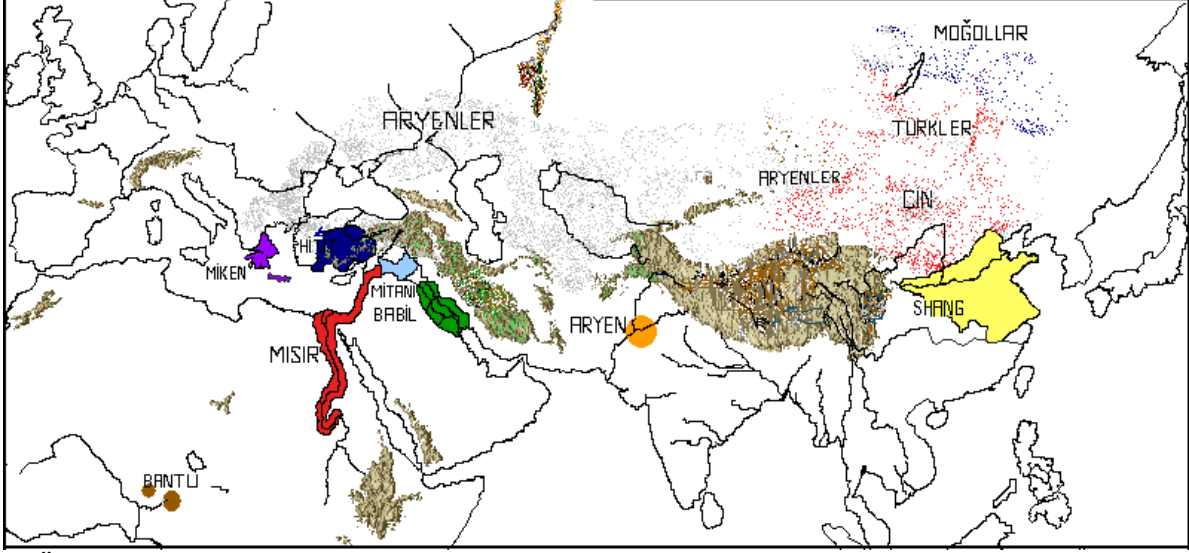 MOĞOLLAR
ARYENLER
TÜRKLER
ARYENLER
ÇİN
HİTİT
MİKEN
MİTANİ
BABİL
SHANG
ARYEN
MISIR
BANTU